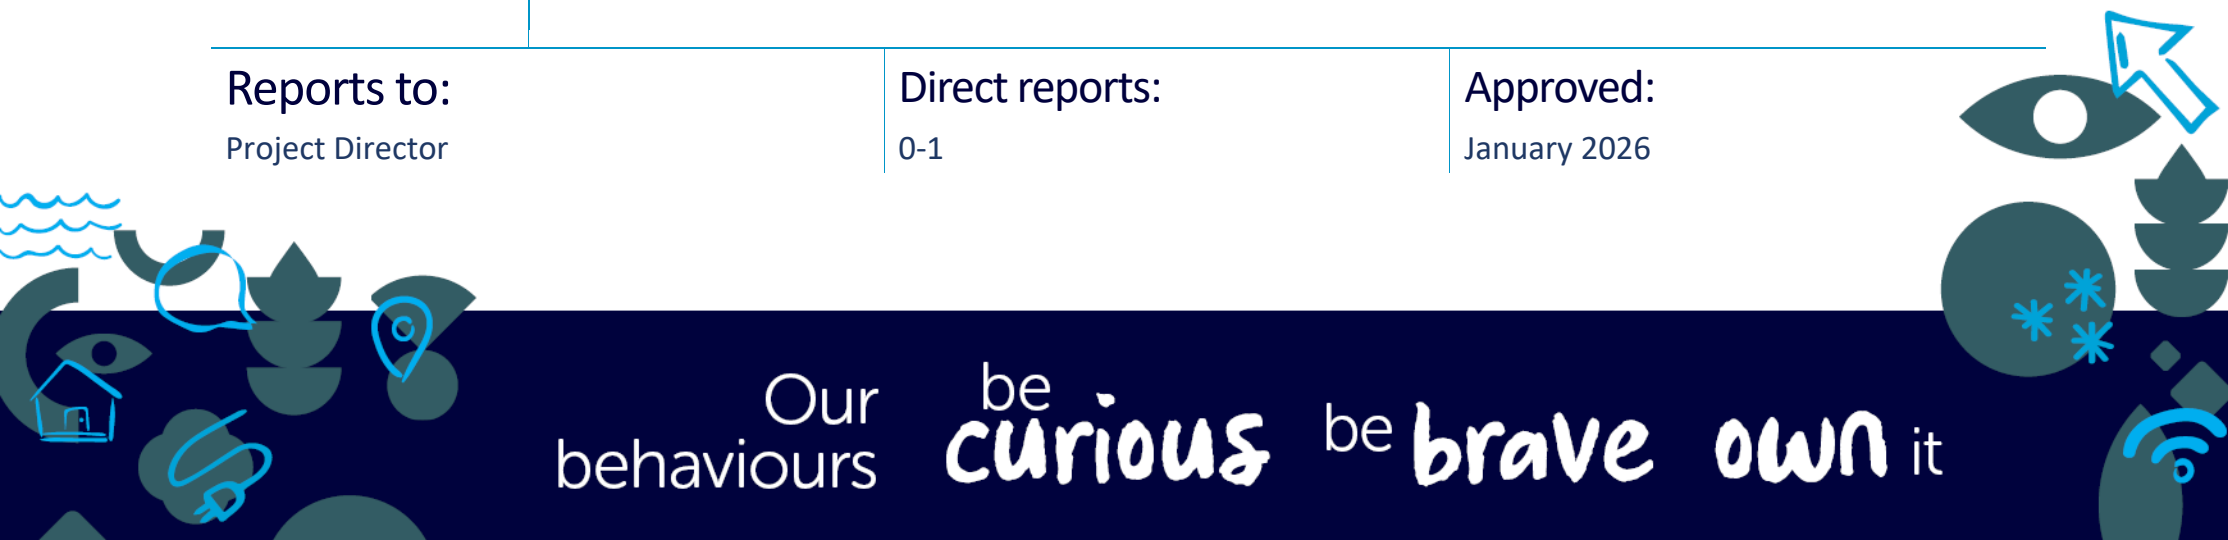 Reports to:
Project Director
Direct reports:
0-1
Approved:
January 2026
Our
behaviours
be
curious
be brave
own it